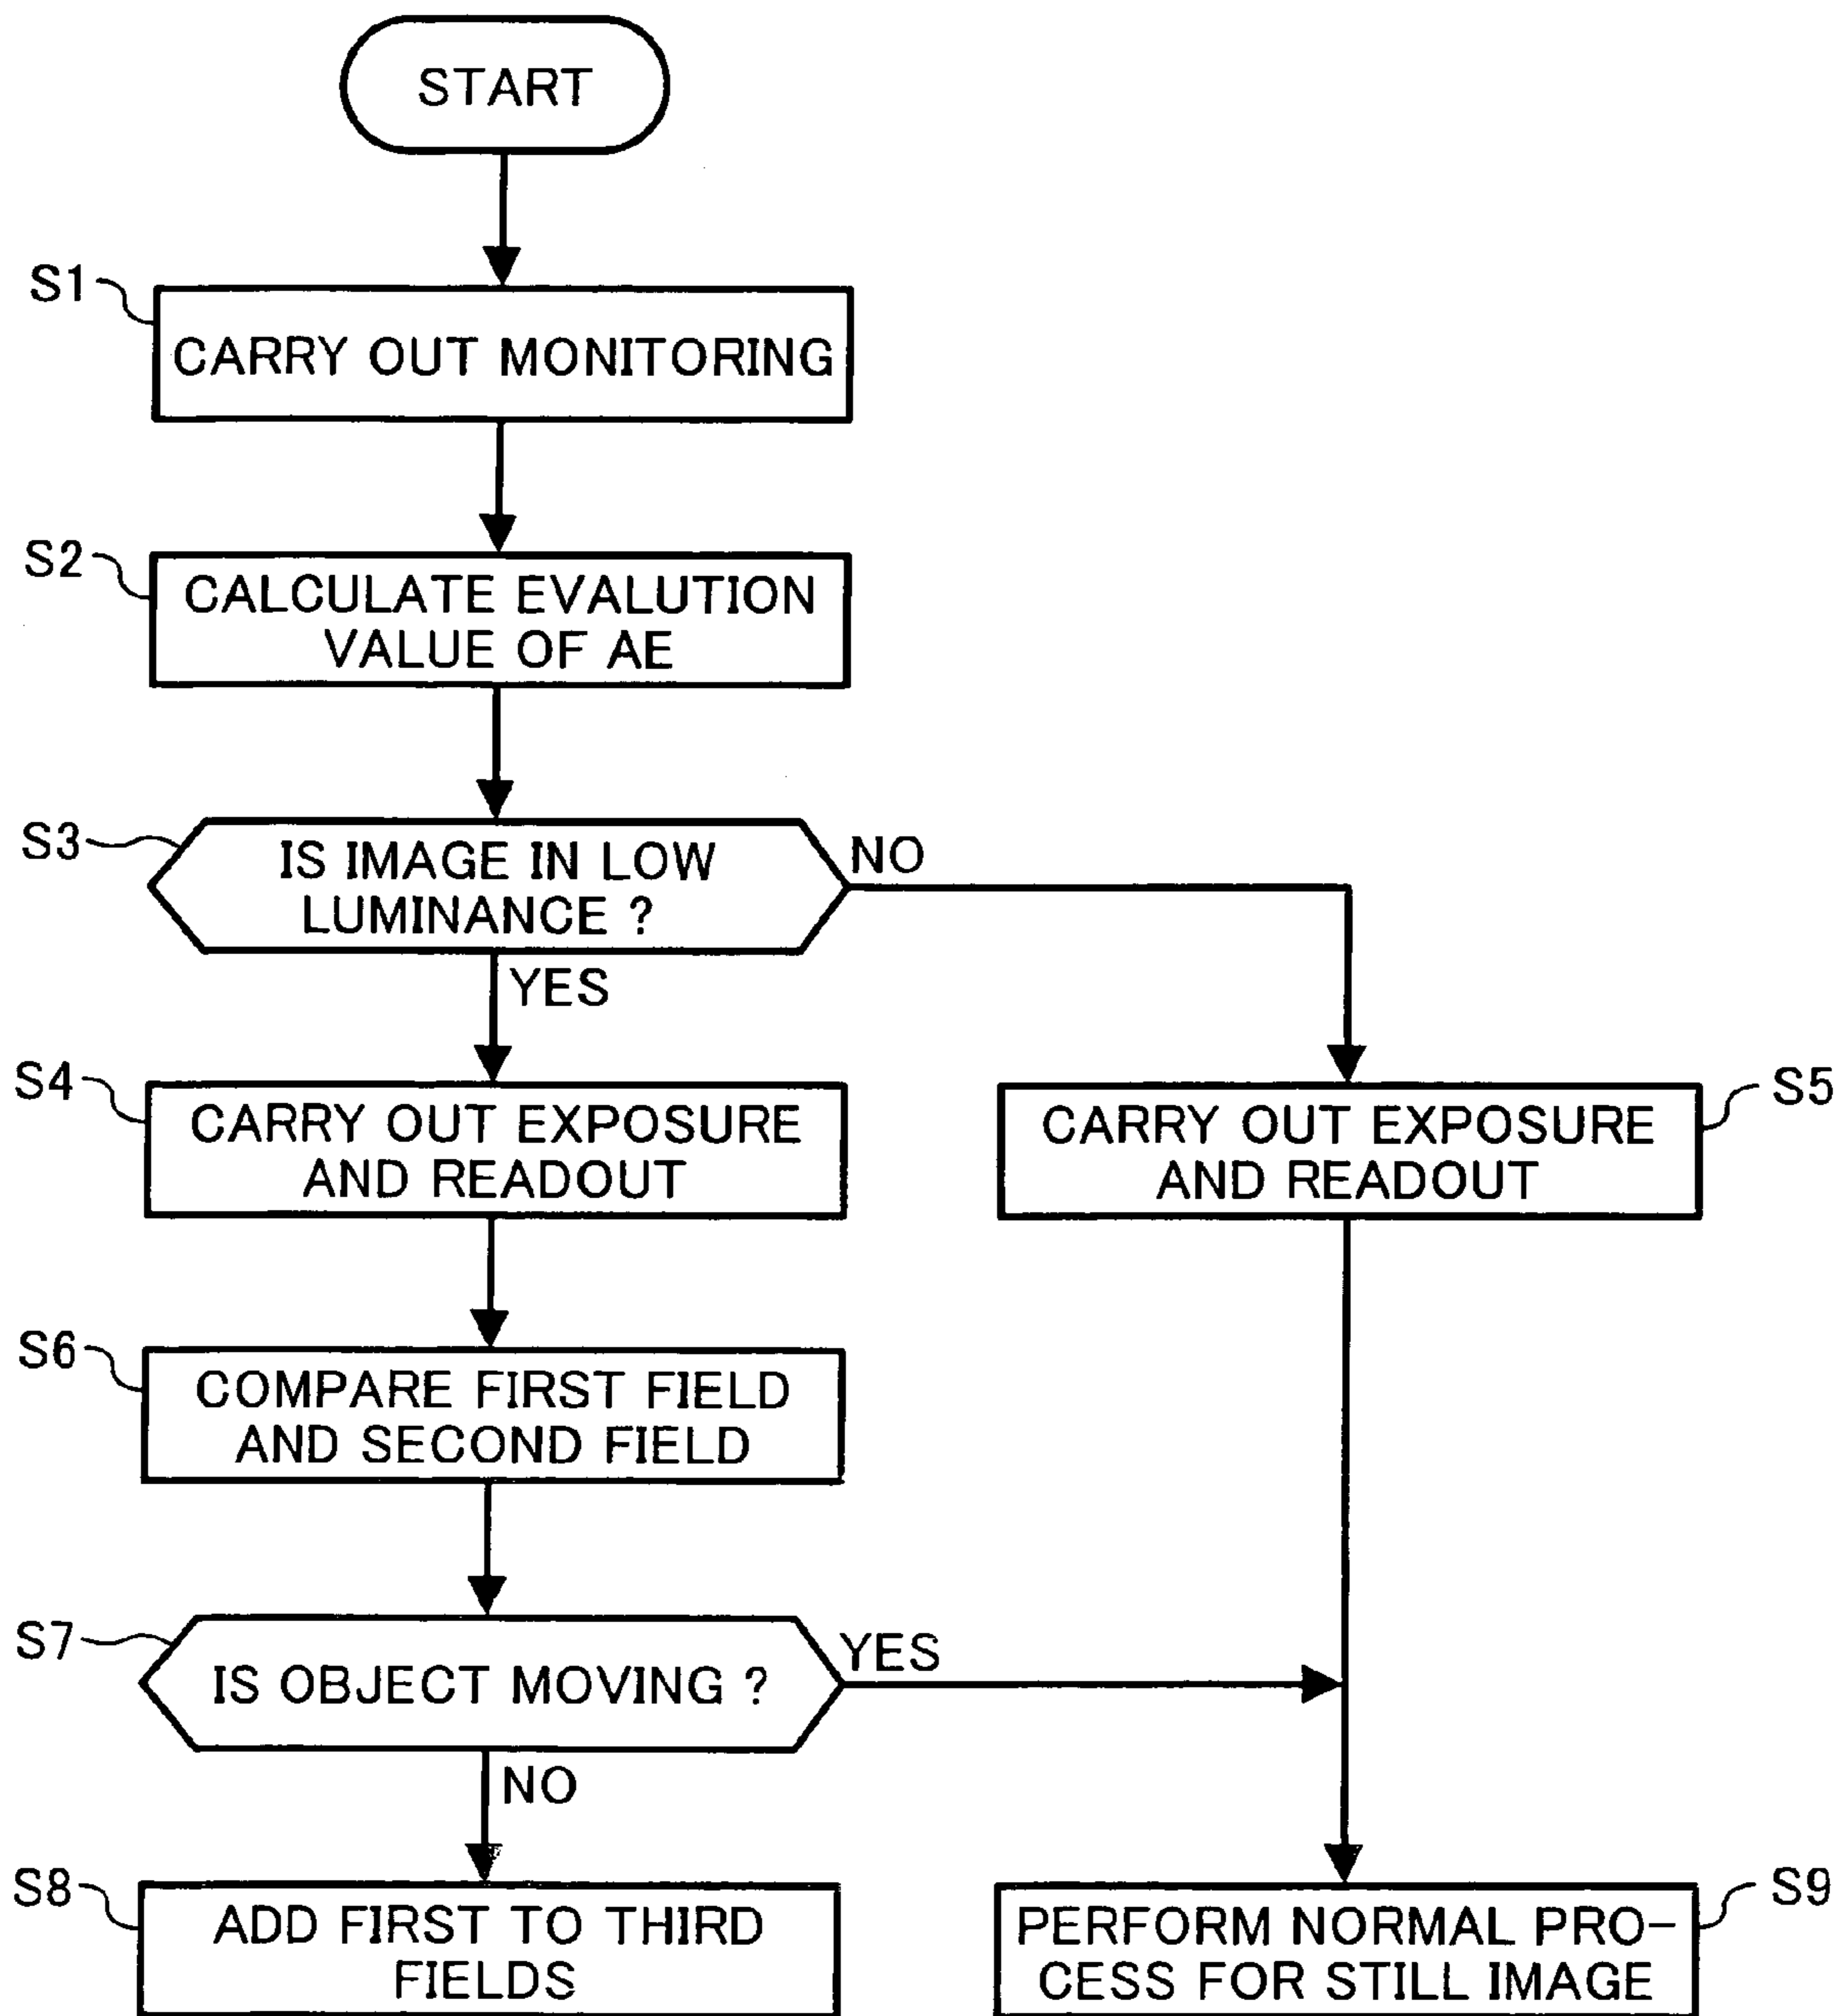 START
S1
CARRY OUT MONITORING
S2
CALCULATE EVALUTION
VALUE OF AE
S3
IS IMAGE IN LOW
LUMINANCE ?
NO
YES
S4
CARRY OUT EXPOSURE
AND READOUT
CARRY OUT EXPOSURE
AND READOUT
S5
S6
COMPARE FIRST FIELD
AND SECOND FIELD
S7
IS OBJECT MOVING ?
YES
NO
S8
ADD FIRST TO THIRD
FIELDS
PERFORM NORMAL PRO-
CESS FOR STILL IMAGE
S9